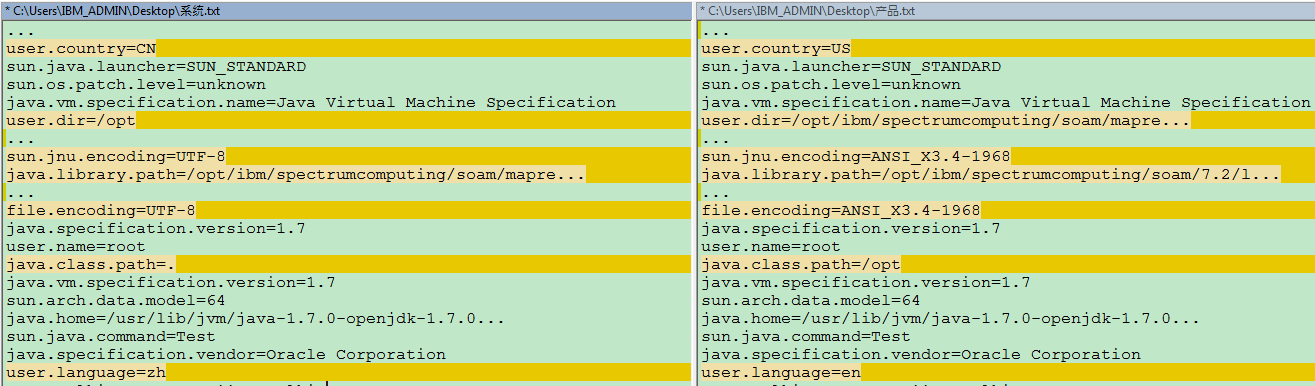 * C:\Users\IBM_ADMIN\Desktop\系统.txt
...
user.country=CN
sun.java.launcher=SUN_STANDARD
sun.os.patch.level=unknown
java.vm.specification.name=Java Virtual Machine Specification
user.dir=/opt
...
sun.jnu.encoding=UTF-8
java.library.path=/opt/ibm/spectrumcomputing/soam/mapre...
...
file.encoding=UTF-8
java.specification.version=1.7
user.name=root
java.class.path=.
java.vm.specification.version=1.7
sun.arch.data.model=64
java.home=/usr/lib/jvm/java-1.7.0-openjdk-1.7.0...
sun.java.command=Test
java.specification.vendor=Oracle Corporation
user.language=zh
* C:\Users\IBM_ADMIN\Desktop\产品.txt
...
user.country=US
sun.java.launcher=SUN_STANDARD
sun.os.patch.level=unknown
java.vm.specification.name=Java Virtual Machine Specification
user.dir=/opt/ibm/spectrumcomputing/soam/mapre...
...
sun.jnu.encoding=ANSI_X3.4-1968
java.library.path=/opt/ibm/spectrumcomputing/soam/7.2/l...
...
file.encoding=ANSI_X3.4-1968
java.specification.version=1.7
user.name=root
java.class.path=/opt
java.vm.specification.version=1.7
sun.arch.data.model=64
java.home=/usr/lib/jvm/java-1.7.0-openjdk-1.7.0...
sun.java.command=Test
java.specification.vendor=Oracle Corporation
user.language=en